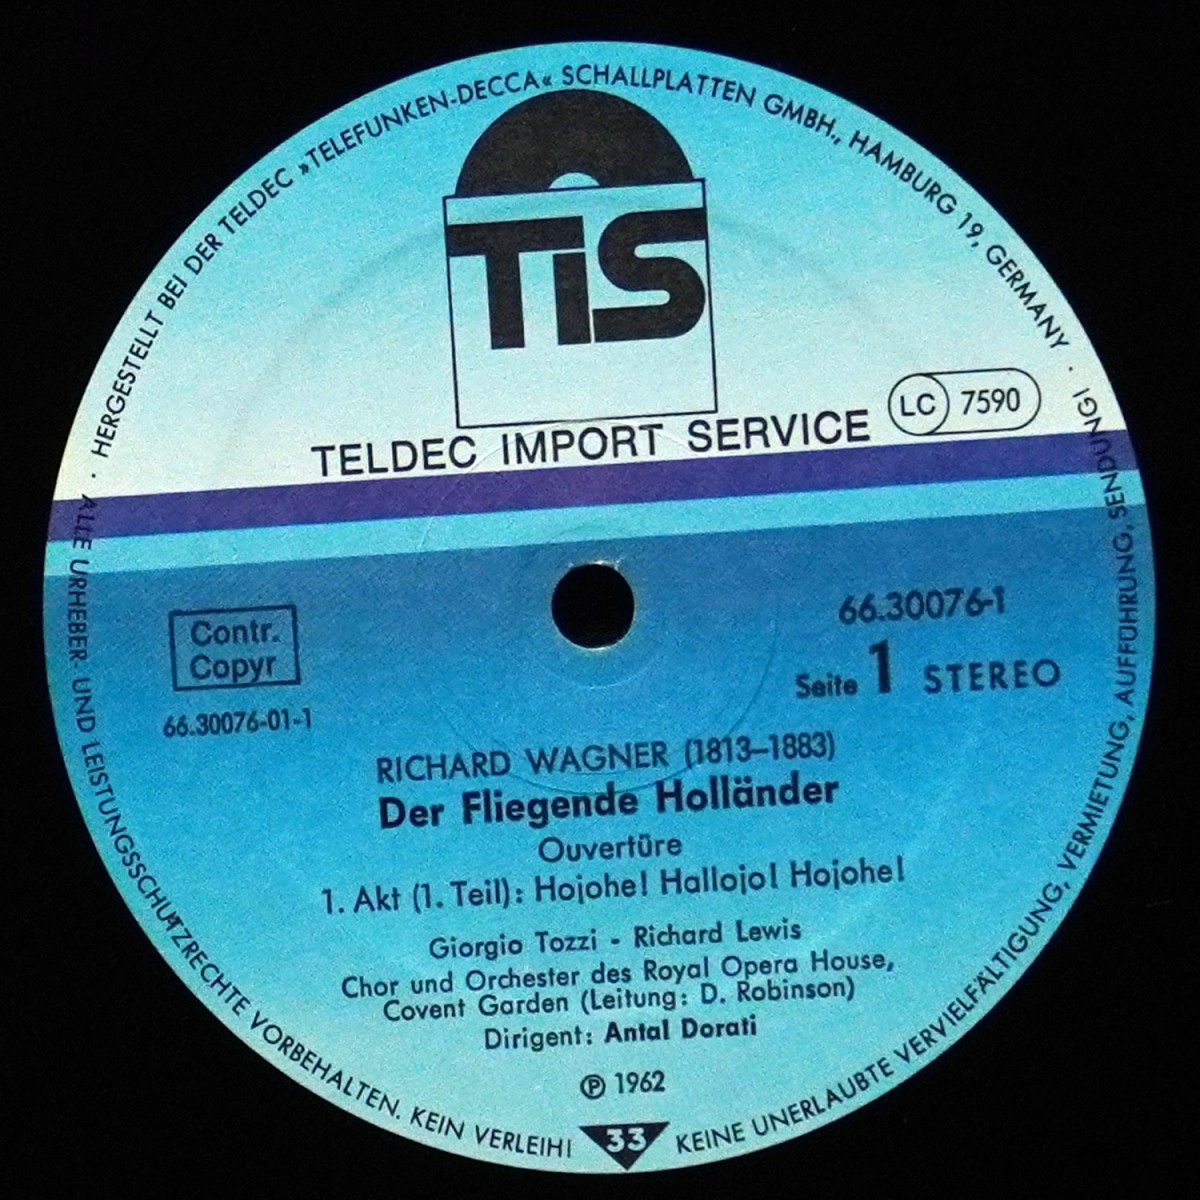 · HERGESTELLT BEI DER TELDEC »TELEFUNKEN-DECCA« SCHALLPLATTEN GMBH., HAMBURG 19, GERMANY ·
TiS
TELDEC IMPORT SERVICE
LC 7590
66.30076-1
Contr.
Copyr
Seite 1 STEREO
66.30076-01-1
RICHARD WAGNER (1813–1883)
Der Fliegende Holländer
Ouvertüre
1. Akt (1. Teil): Hojohe! Hallojo! Hojohe!
Giorgio Tozzi - Richard Lewis
Chor und Orchester des Royal Opera House,
Covent Garden (Leitung: D. Robinson)
Dirigent: Antal Dorati
℗ 1962
ALLE URHEBER- UND LEISTUNGSSCHUTZRECHTE VORBEHALTEN. KEIN VERLEIH!
33
KEINE UNERLAUBTE VERVIELFÄLTIGUNG, VERMIETUNG, AUFFÜHRUNG, SENDUNG!